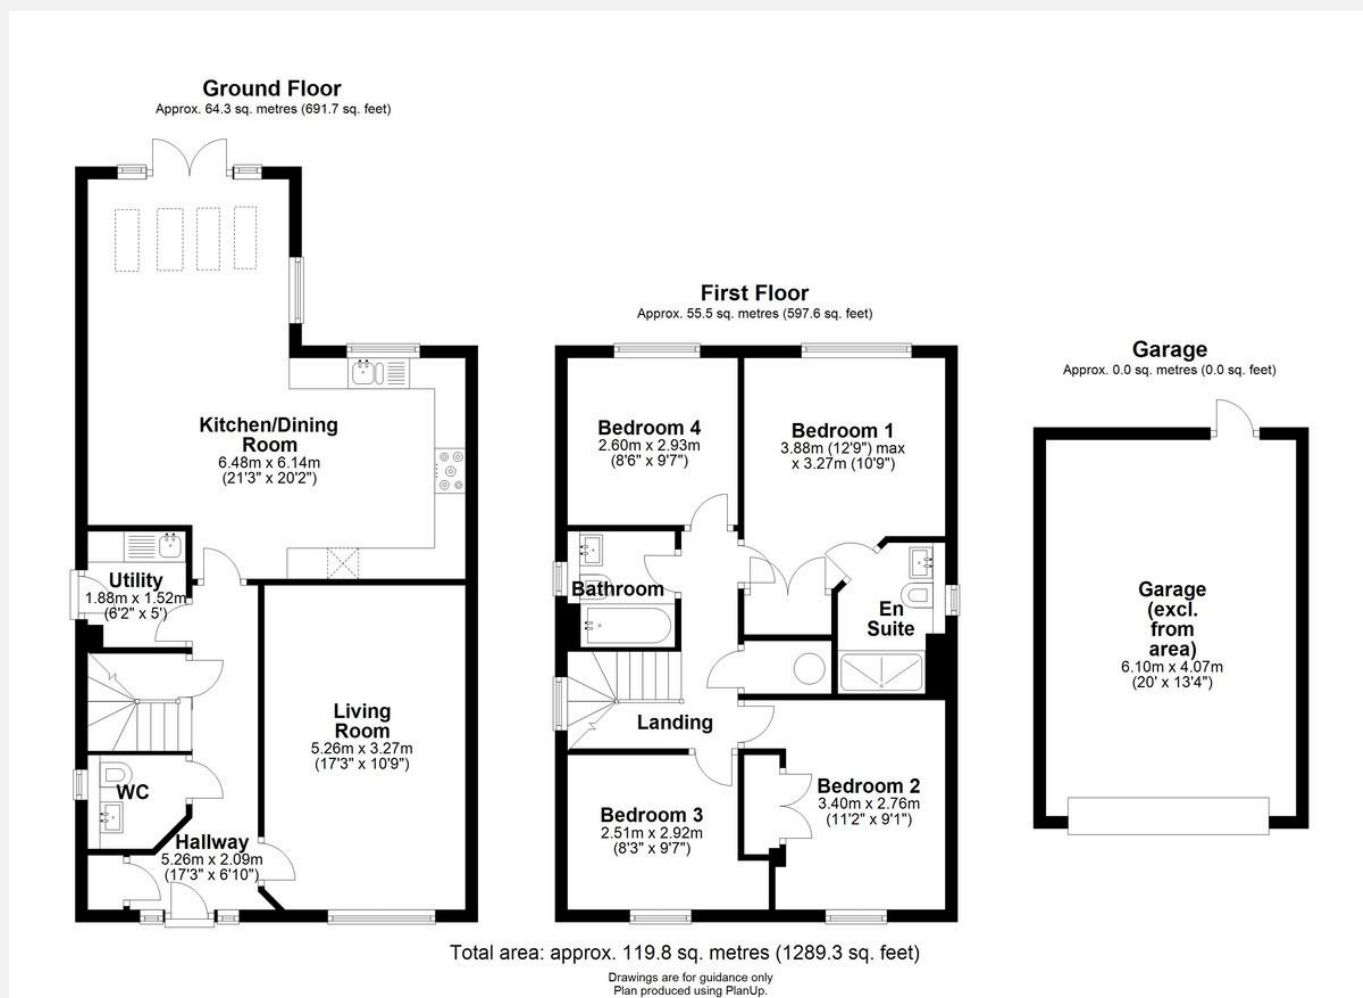 Ground Floor
Approx. 64.3 sq. metres (691.7 sq. feet)
Kitchen/Dining
Room
6.48m x 6.14m
(21'3" x 20'2")
Utility
1.88m x 1.52m
(6'2" x 5')
Living
Room
5.26m x 3.27m
(17'3" x 10'9")
WC
Hallway
5.26m x 2.09m
(17'3" x 6'10")
First Floor
Approx. 55.5 sq. metres (597.6 sq. feet)
Bedroom 4
2.60m x 2.93m
(8'6" x 9'7")
Bedroom 1
3.88m (12'9") max
x 3.27m (10'9")
Bathroom
En
Suite
Landing
Bedroom 3
2.51m x 2.92m
(8'3" x 9'7")
Bedroom 2
3.40m x 2.76m
(11'2" x 9'1")
Garage
Approx. 0.0 sq. metres (0.0 sq. feet)
Garage
(excl.
from
area)
6.10m x 4.07m
(20' x 13'4")
Total area: approx. 119.8 sq. metres (1289.3 sq. feet)
Drawings are for guidance only
Plan produced using PlanUp.